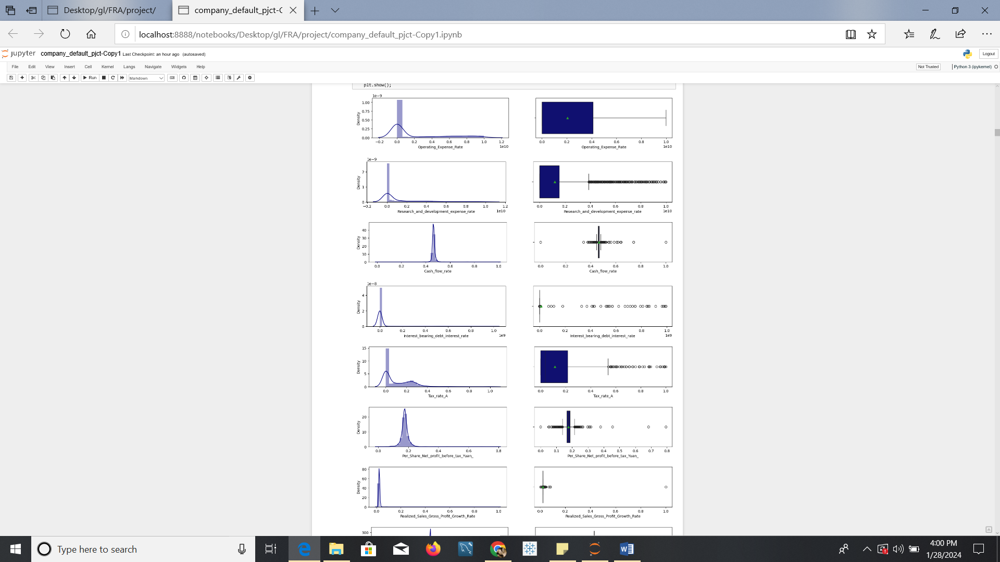 Desktop/gl/FRA/project/
company_default_pjct-C
localhost:8888/notebooks/Desktop/gl/FRA/project/company_default_pjct-Copy1.ipynb
jupyter company_default_pjct-Copy1 Last Checkpoint: an hour ago (autosaved)
Logout
File Edit View Insert Cell Kernel Langs Navigate Widgets Help
Not Trusted Python 3 (ipykernel)
Run Markdown
plt.show();
1e−9
1.00
0.75
0.50
0.25
0.00
Density
−0.2 0.0 0.2 0.4 0.6 0.8 1.0 1.2
Operating_Expense_Rate 1e10
0.0 0.2 0.4 0.6 0.8 1.0
Operating_Expense_Rate 1e10
1e−9
2
1
0
Density
−0.2 0.0 0.2 0.4 0.6 0.8 1.0 1.2
Research_and_development_expense_rate 1e10
0.0 0.2 0.4 0.6 0.8 1.0
Research_and_development_expense_rate 1e10
40
30
20
10
0
Density
0.0 0.2 0.4 0.6 0.8 1.0
Cash_flow_rate
0.0 0.2 0.4 0.6 0.8 1.0
Cash_flow_rate
1e−8
4
2
0
Density
0.0 0.2 0.4 0.6 0.8 1.0
Interest_bearing_debt_interest_rate 1e9
0.0 0.2 0.4 0.6 0.8 1.0
Interest_bearing_debt_interest_rate 1e9
15
10
5
0
Density
0.0 0.2 0.4 0.6 0.8 1.0
Tax_rate_A
0.0 0.2 0.4 0.6 0.8 1.0
Tax_rate_A
20
10
0
Density
0.0 0.2 0.4 0.6 0.8
Per_Share_Net_profit_before_tax_Yuan_
0.0 0.1 0.2 0.3 0.4 0.5 0.6 0.7 0.8
Per_Share_Net_profit_before_tax_Yuan_
80
60
40
20
0
Density
0.0 0.2 0.4 0.6 0.8 1.0
Realized_Sales_Gross_Profit_Growth_Rate
0.0 0.2 0.4 0.6 0.8 1.0
Realized_Sales_Gross_Profit_Growth_Rate
300
Type here to search
4:00 PM
1/28/2024